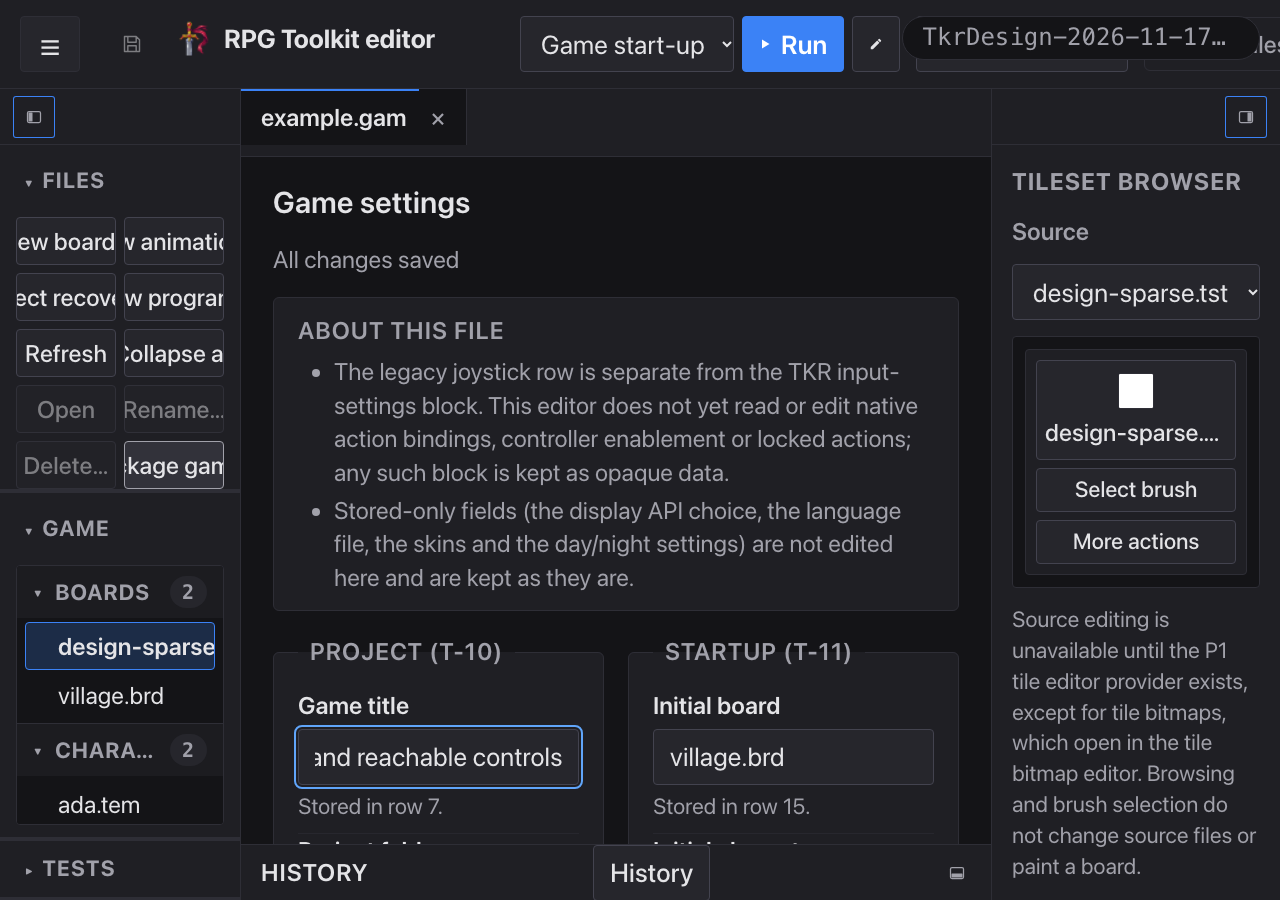 RPG Toolkit editor
Game start-up
Run
TkrDesign-2026-11-17…
example.gam
FILES
ew board
w animatic
ect recove
w program
Refresh
Collapse a
Open
Rename…
Delete…
ckage gam
GAME
BOARDS 2
design-sparse
village.brd
CHARA… 2
ada.tem
TESTS
Game settings
All changes saved
ABOUT THIS FILE
The legacy joystick row is separate from the TKR input-
settings block. This editor does not yet read or edit native
action bindings, controller enablement or locked actions;
any such block is kept as opaque data.
Stored-only fields (the display API choice, the language
file, the skins and the day/night settings) are not edited
here and are kept as they are.
PROJECT (T-10)
Game title
and reachable controls
Stored in row 7.
STARTUP (T-11)
Initial board
village.brd
Stored in row 15.
HISTORY
History
TILESET BROWSER
Source
design-sparse.tst
design-sparse.…
Select brush
More actions
Source editing is
unavailable until the P1
tile editor provider exists,
except for tile bitmaps,
which open in the tile
bitmap editor. Browsing
and brush selection do
not change source files or
paint a board.